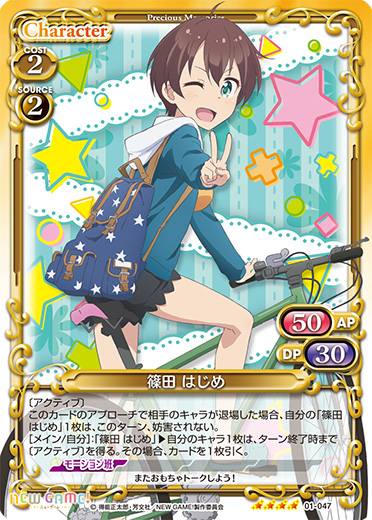 Precious Memories
Character
COST
2
SOURCE
2
50 AP
DP 30
篠田 はじめ
［アクティブ］
このカードのアプローチで相手のキャラが退場した場合、自分の「篠田
はじめ」1枚は、このターン、妨害されない。
［メイン/自分］：「篠田 はじめ」▶自分のキャラ1枚は、ターン終了時まで
［アクティブ］を得る。その場合、カードを1枚引く。
モーション班
またおもちゃトークしよう！
new GAME!
© 得能正太郎・芳文社／NEW GAME!製作委員会
★★★★ 01-047